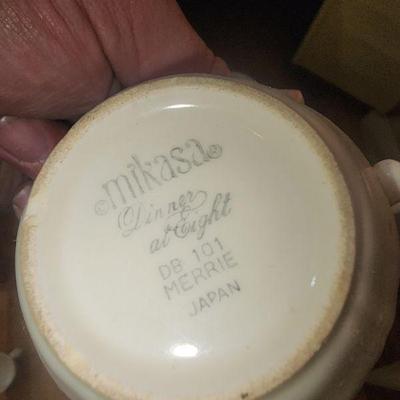 ©mikasa®
Dinner
at Eight
DB 101
MERRIE
JAPAN